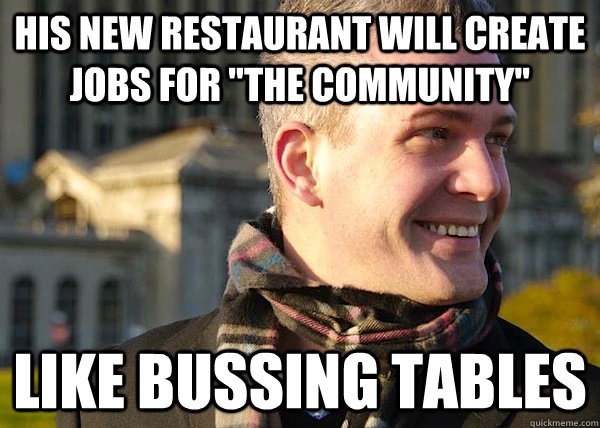 HIS NEW RESTAURANT WILL CREATE
JOBS FOR "THE COMMUNITY"
LIKE BUSSING TABLES
quickmeme.com